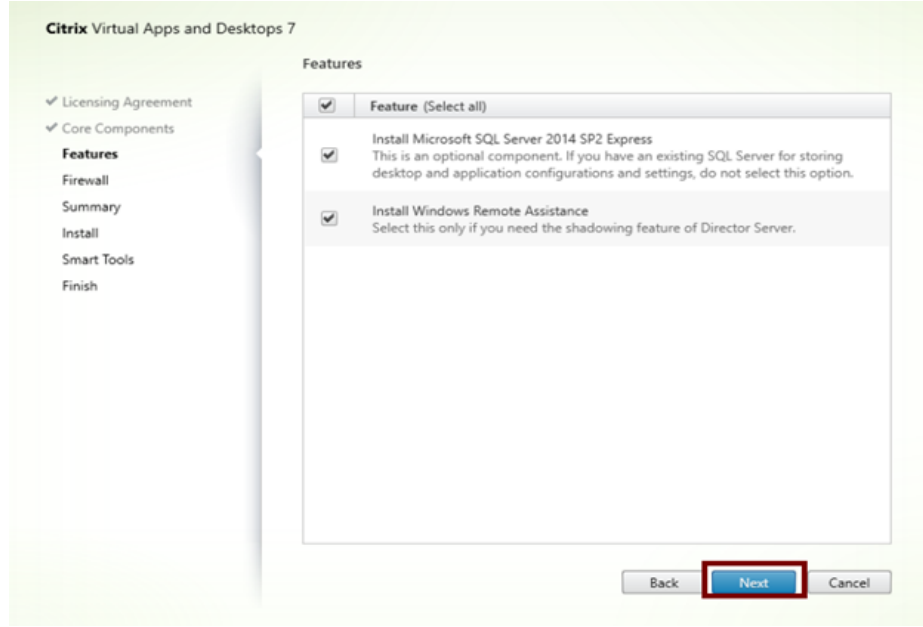 Citrix Virtual Apps and Desktops 7
Features
Licensing Agreement
Core Components
Features
Firewall
Summary
Install
Smart Tools
Finish
Feature (Select all)
Install Microsoft SQL Server 2014 SP2 Express
This is an optional component. If you have an existing SQL Server for storing
desktop and application configurations and settings, do not select this option.
Install Windows Remote Assistance
Select this only if you need the shadowing feature of Director Server.
Back Next Cancel